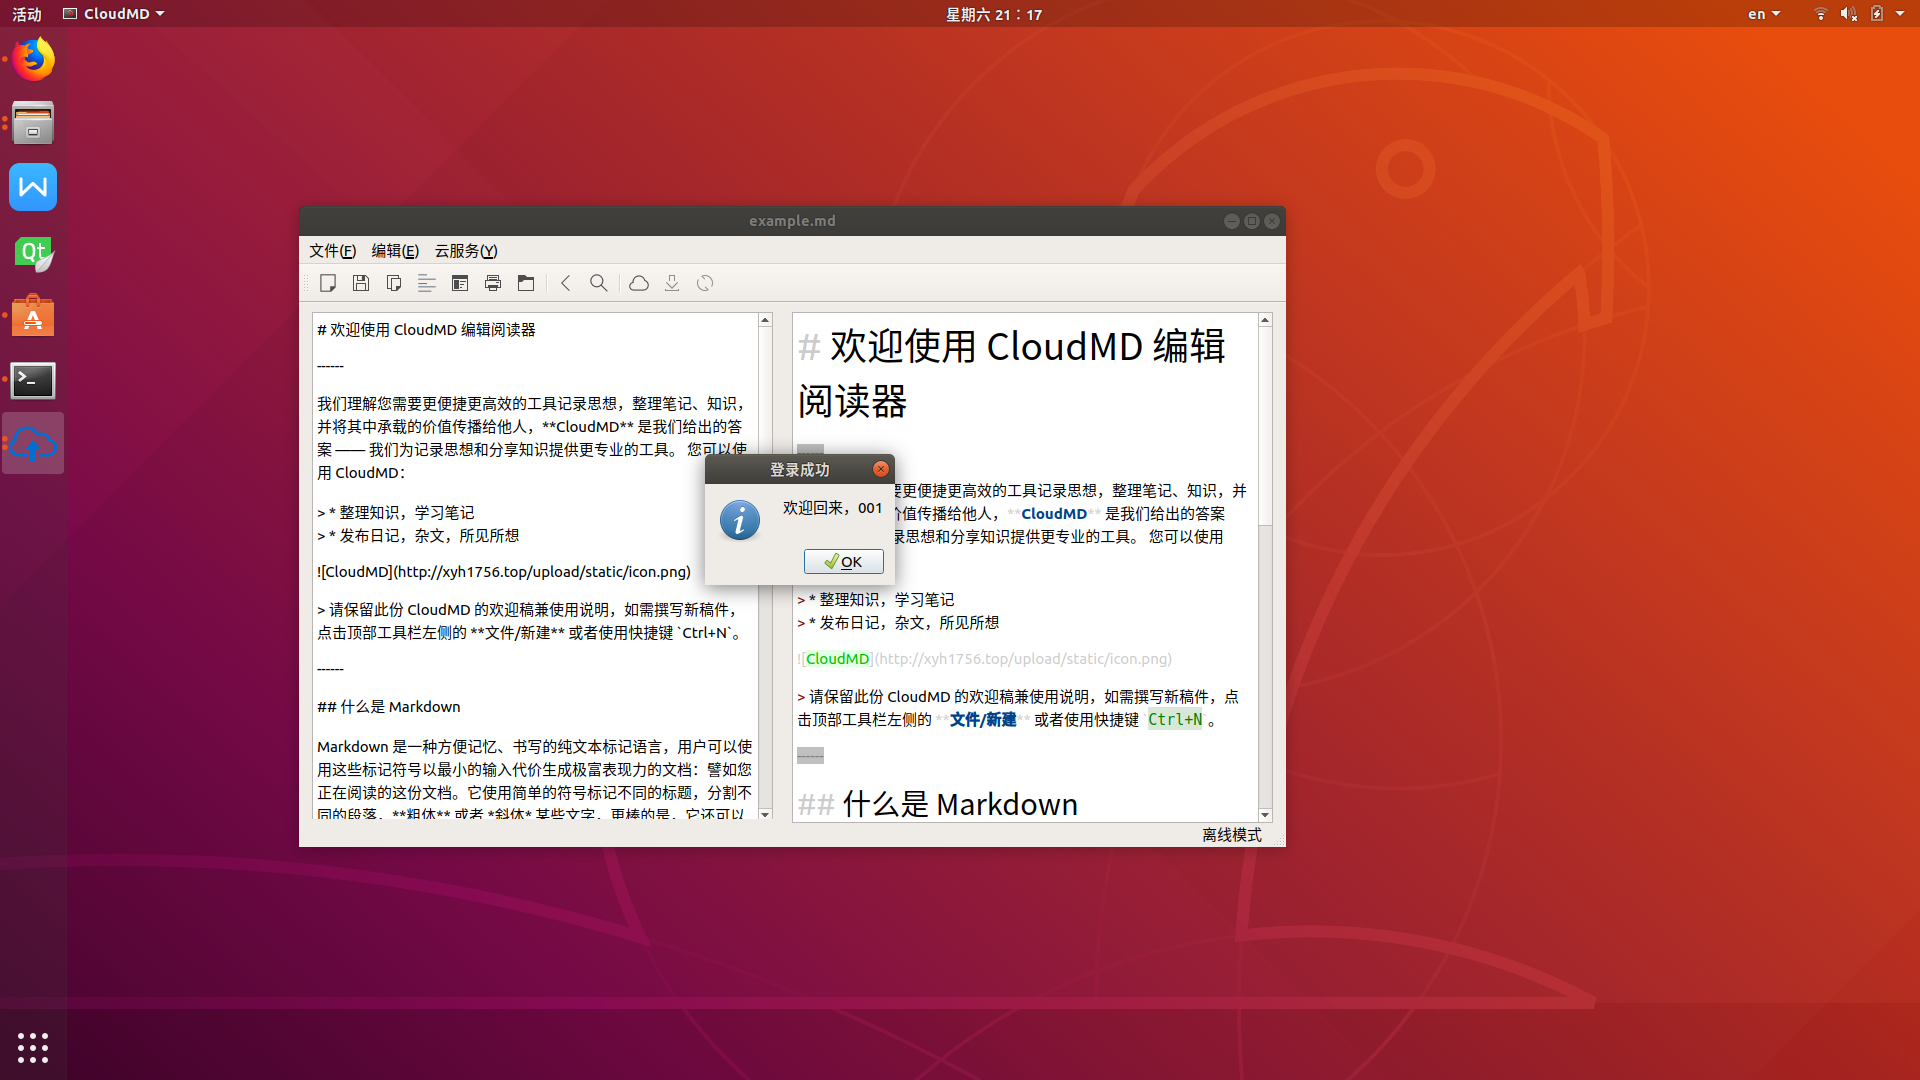 活动
CloudMD
星期六 21：17
en
example.md
文件(F) 编辑(E) 云服务(Y)
# 欢迎使用 CloudMD 编辑阅读器
------
我们理解您需要更便捷更高效的工具记录思想，整理笔记、知识，
并将其中承载的价值传播给他人，**CloudMD** 是我们给出的答
案 —— 我们为记录思想和分享知识提供更专业的工具。 您可以使
用 CloudMD：
> * 整理知识，学习笔记
> * 发布日记，杂文，所见所想
![CloudMD](http://xyh1756.top/upload/static/icon.png)
> 请保留此份 CloudMD 的欢迎稿兼使用说明，如需撰写新稿件，
点击顶部工具栏左侧的 **文件/新建** 或者使用快捷键 `Ctrl+N`。
------
## 什么是 Markdown
Markdown 是一种方便记忆、书写的纯文本标记语言，用户可以使
用这些标记符号以最小的输入代价生成极富表现力的文档：譬如您
正在阅读的这份文档。它使用简单的符号标记不同的标题，分割不
同的段落，**粗体** 或者 *斜体* 某些文字，更棒的是，它还可以
# 欢迎使用 CloudMD 编辑
阅读器
------
更便捷更高效的工具记录思想，整理笔记、知识，并
价值传播给他人，**CloudMD** 是我们给出的答案
录思想和分享知识提供更专业的工具。 您可以使用
> * 整理知识，学习笔记
> * 发布日记，杂文，所见所想
![CloudMD](http://xyh1756.top/upload/static/icon.png)
> 请保留此份 CloudMD 的欢迎稿兼使用说明，如需撰写新稿件，点
击顶部工具栏左侧的 **文件/新建** 或者使用快捷键 `Ctrl+N`。
------
## 什么是 Markdown
登录成功
欢迎回来，001
OK
离线模式
Qt